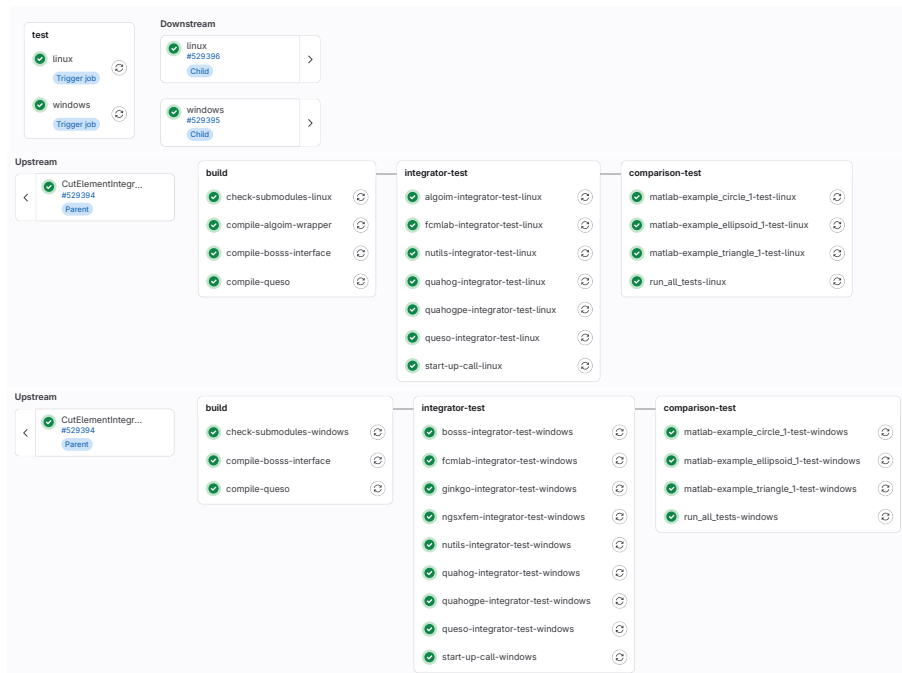 test
linux
Trigger job
windows
Trigger job
Downstream
linux
#529396
Child
windows
#529395
Child
Upstream
CutElementIntegr...
#529394
Parent
build
check-submodules-linux
compile-algoim-wrapper
compile-bosss-interface
compile-queso
integrator-test
algoim-integrator-test-linux
fcmlab-integrator-test-linux
nutils-integrator-test-linux
quahog-integrator-test-linux
quahogpe-integrator-test-linux
queso-integrator-test-linux
start-up-call-linux
comparison-test
matlab-example_circle_1-test-linux
matlab-example_ellipsoid_1-test-linux
matlab-example_triangle_1-test-linux
run_all_tests-linux
Upstream
CutElementIntegr...
#529394
Parent
build
check-submodules-windows
compile-bosss-interface
compile-queso
integrator-test
bosss-integrator-test-windows
fcmlab-integrator-test-windows
ginkgo-integrator-test-windows
ngsxfem-integrator-test-windows
nutils-integrator-test-windows
quahog-integrator-test-windows
quahogpe-integrator-test-windows
queso-integrator-test-windows
start-up-call-windows
comparison-test
matlab-example_circle_1-test-windows
matlab-example_ellipsoid_1-test-windows
matlab-example_triangle_1-test-windows
run_all_tests-windows